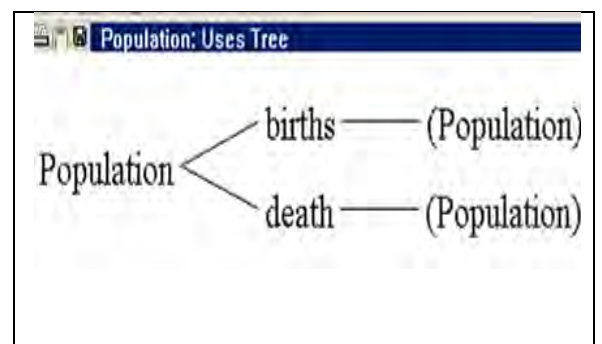 Population: Uses Tree
births (Population)
Population
death (Population)